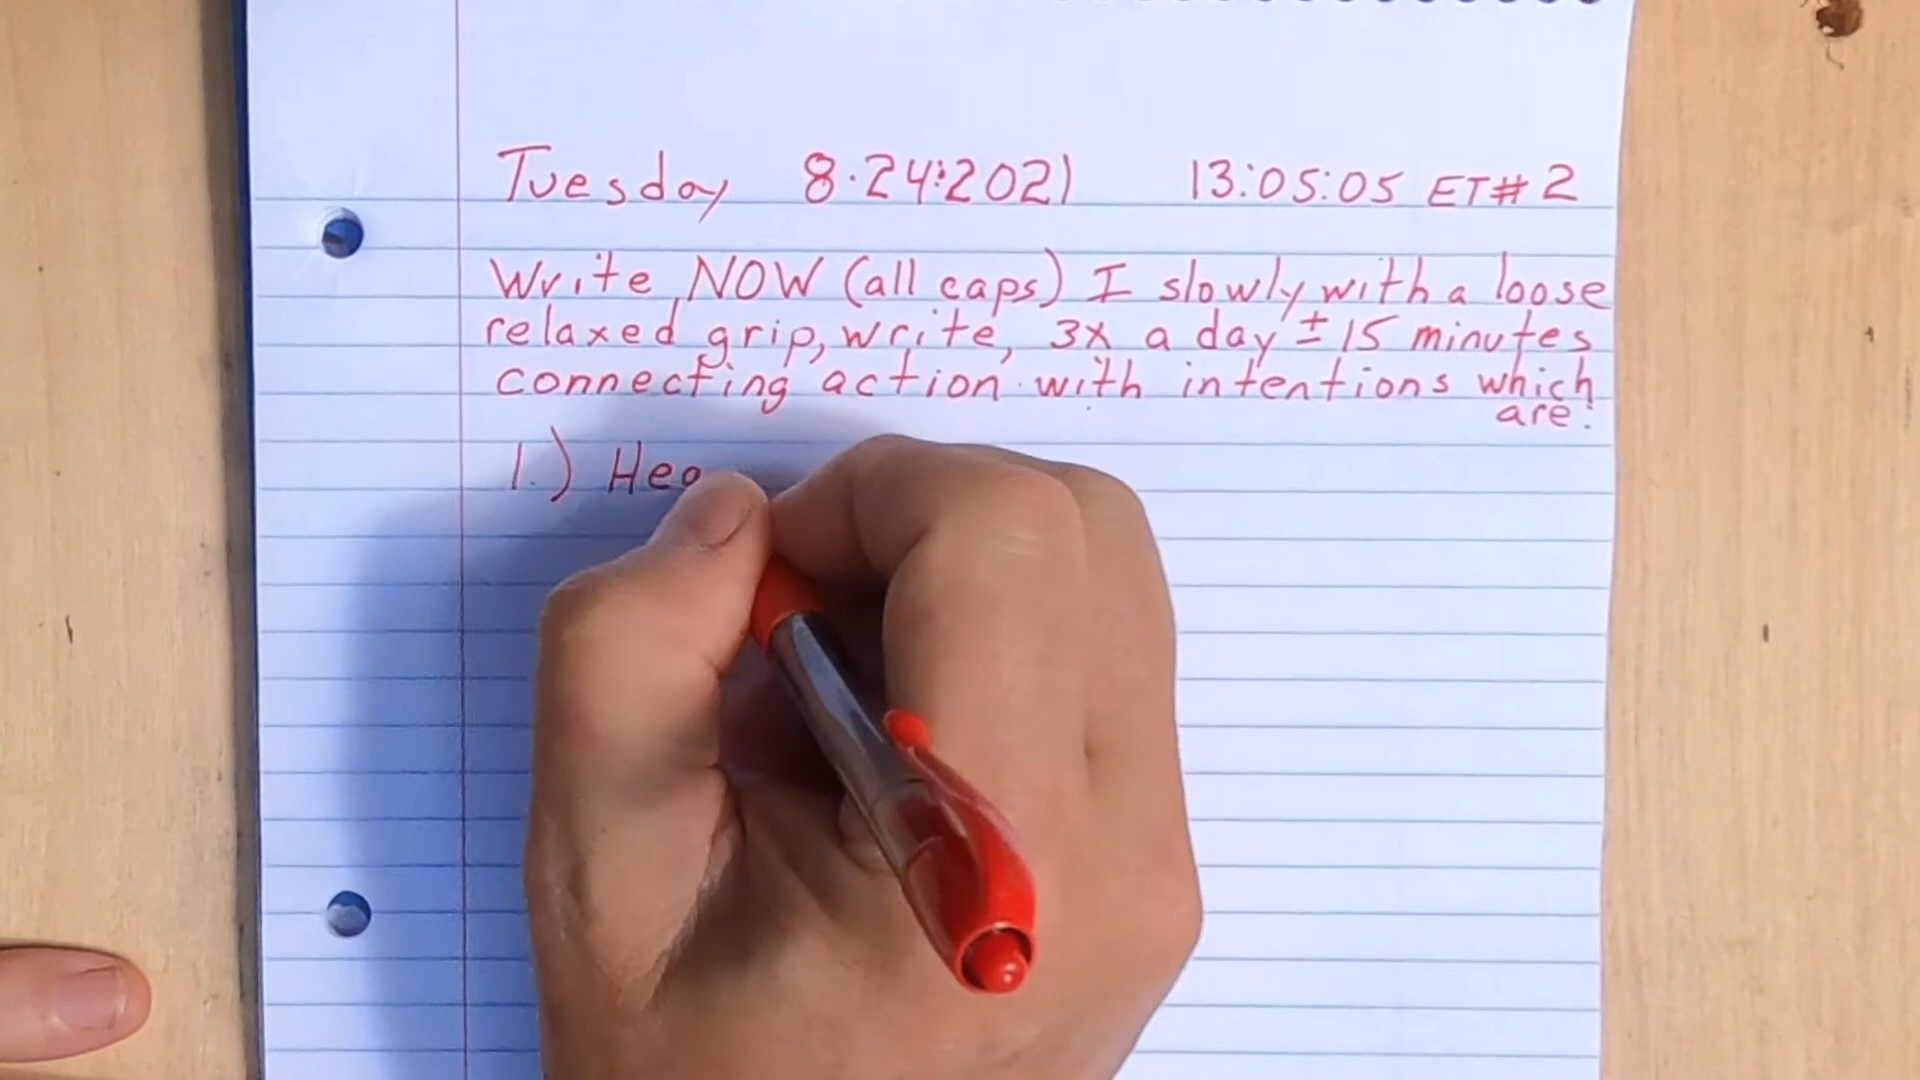 Tuesday 8.24:2021 13:05:05 ET#2
Write NOW (all caps) I slowly with a loose
relaxed grip, write, 3x a day ± 15 minutes
connecting action with intentions which
are:
1.)